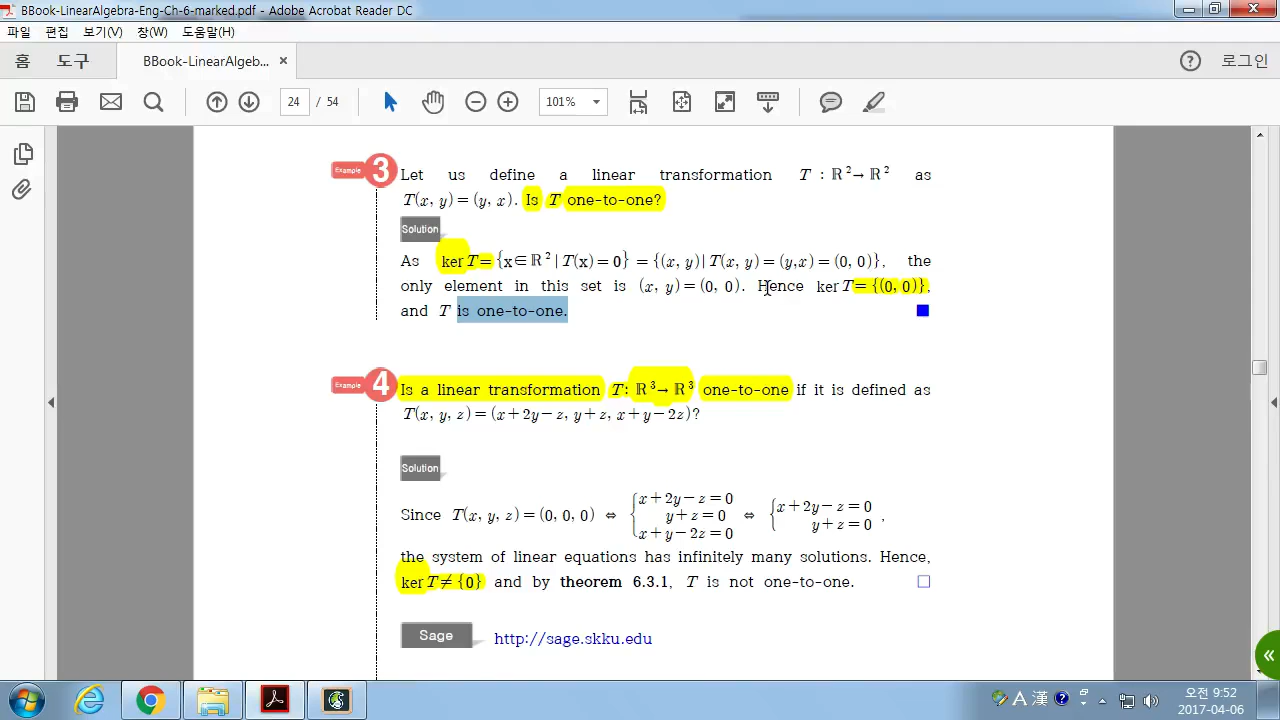 BBook-LinearAlgebra-Eng-Ch-6-marked.pdf - Adobe Acrobat Reader DC
파일 편집 보기(V) 창(W) 도움말(H)
홈 도구 BBook-LinearAlgeb... × 로그인
24 / 54 101%
Example 3 Let us define a linear transformation T : ℝ²→ℝ² as
T(x, y)=(y, x). Is T one-to-one?
Solution
As ker T={x∈ℝ²|T(x)=0}={(x, y)|T(x, y)=(y,x)=(0, 0)}, the
only element in this set is (x, y)=(0, 0). Hence ker T={(0, 0)},
and T is one-to-one. ■
Example 4 Is a linear transformation T: ℝ³→ℝ³ one-to-one if it is defined as
T(x, y, z)=(x+2y−z, y+z, x+y−2z)?
Solution
x+2y−z=0
x+2y−z=0
Since T(x, y, z)=(0, 0, 0) ⇔ { y+z=0 ⇔ {
y+z=0 ,
x+y−2z=0
the system of linear equations has infinitely many solutions. Hence,
ker T≠{0} and by theorem 6.3.1, T is not one-to-one. □
Sage http://sage.skku.edu
A 漢 오전 9:52
2017-04-06